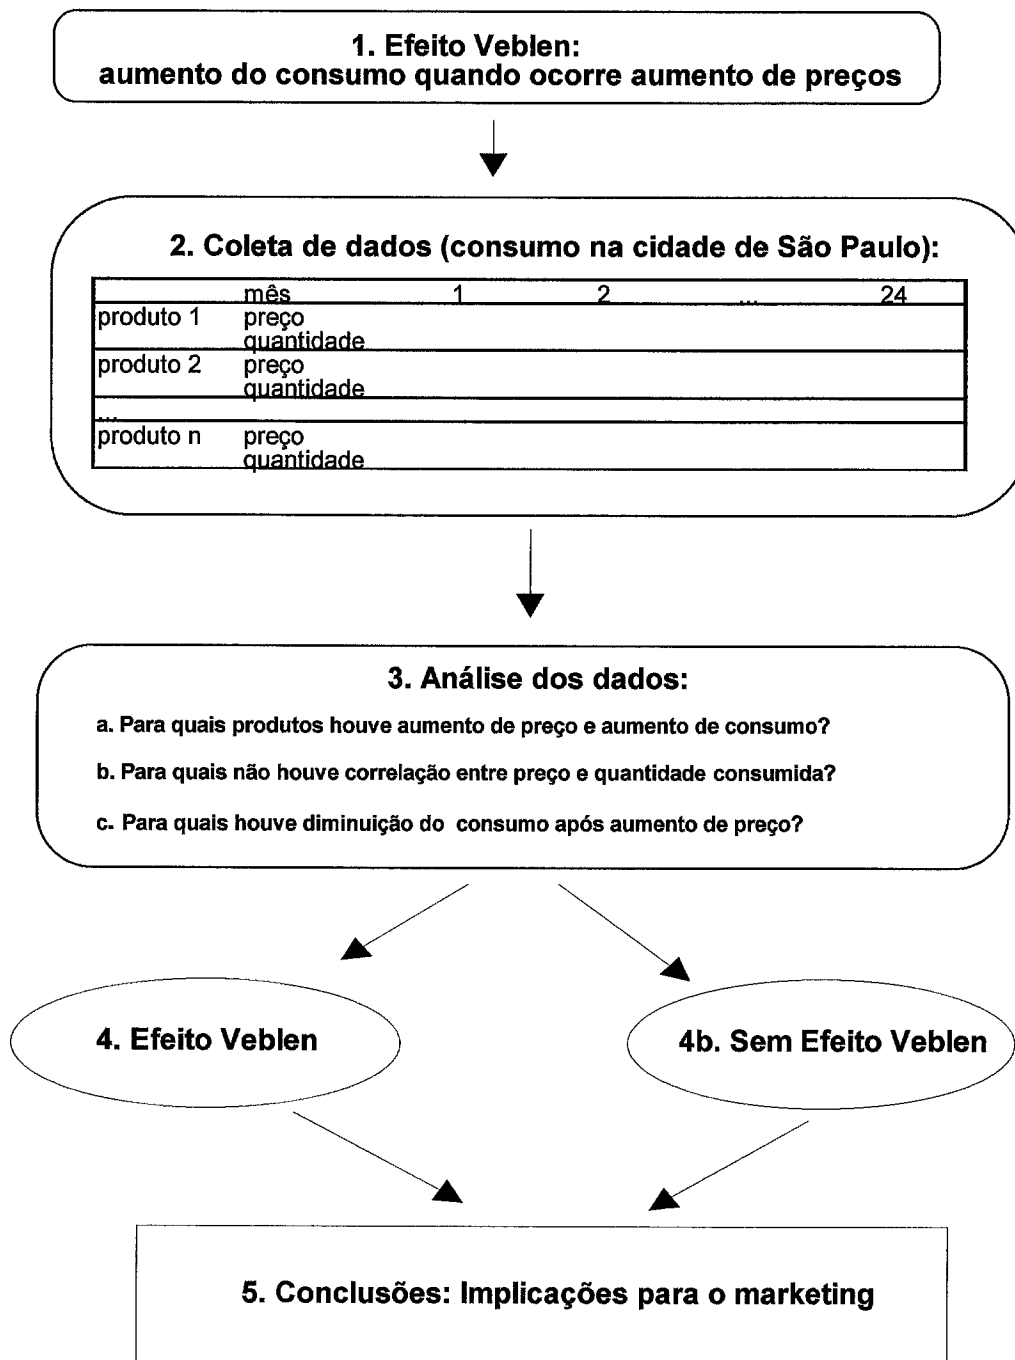 1. Efeito Veblen:
aumento do consumo quando ocorre aumento de preços
2. Coleta de dados (consumo na cidade de São Paulo):
mês 1 2 ... 24
produto 1 preço
quantidade
produto 2 preço
quantidade
...
produto n preço
quantidade
3. Análise dos dados:
a. Para quais produtos houve aumento de preço e aumento de consumo?
b. Para quais não houve correlação entre preço e quantidade consumida?
c. Para quais houve diminuição do consumo após aumento de preço?
4. Efeito Veblen
4b. Sem Efeito Veblen
5. Conclusões: Implicações para o marketing